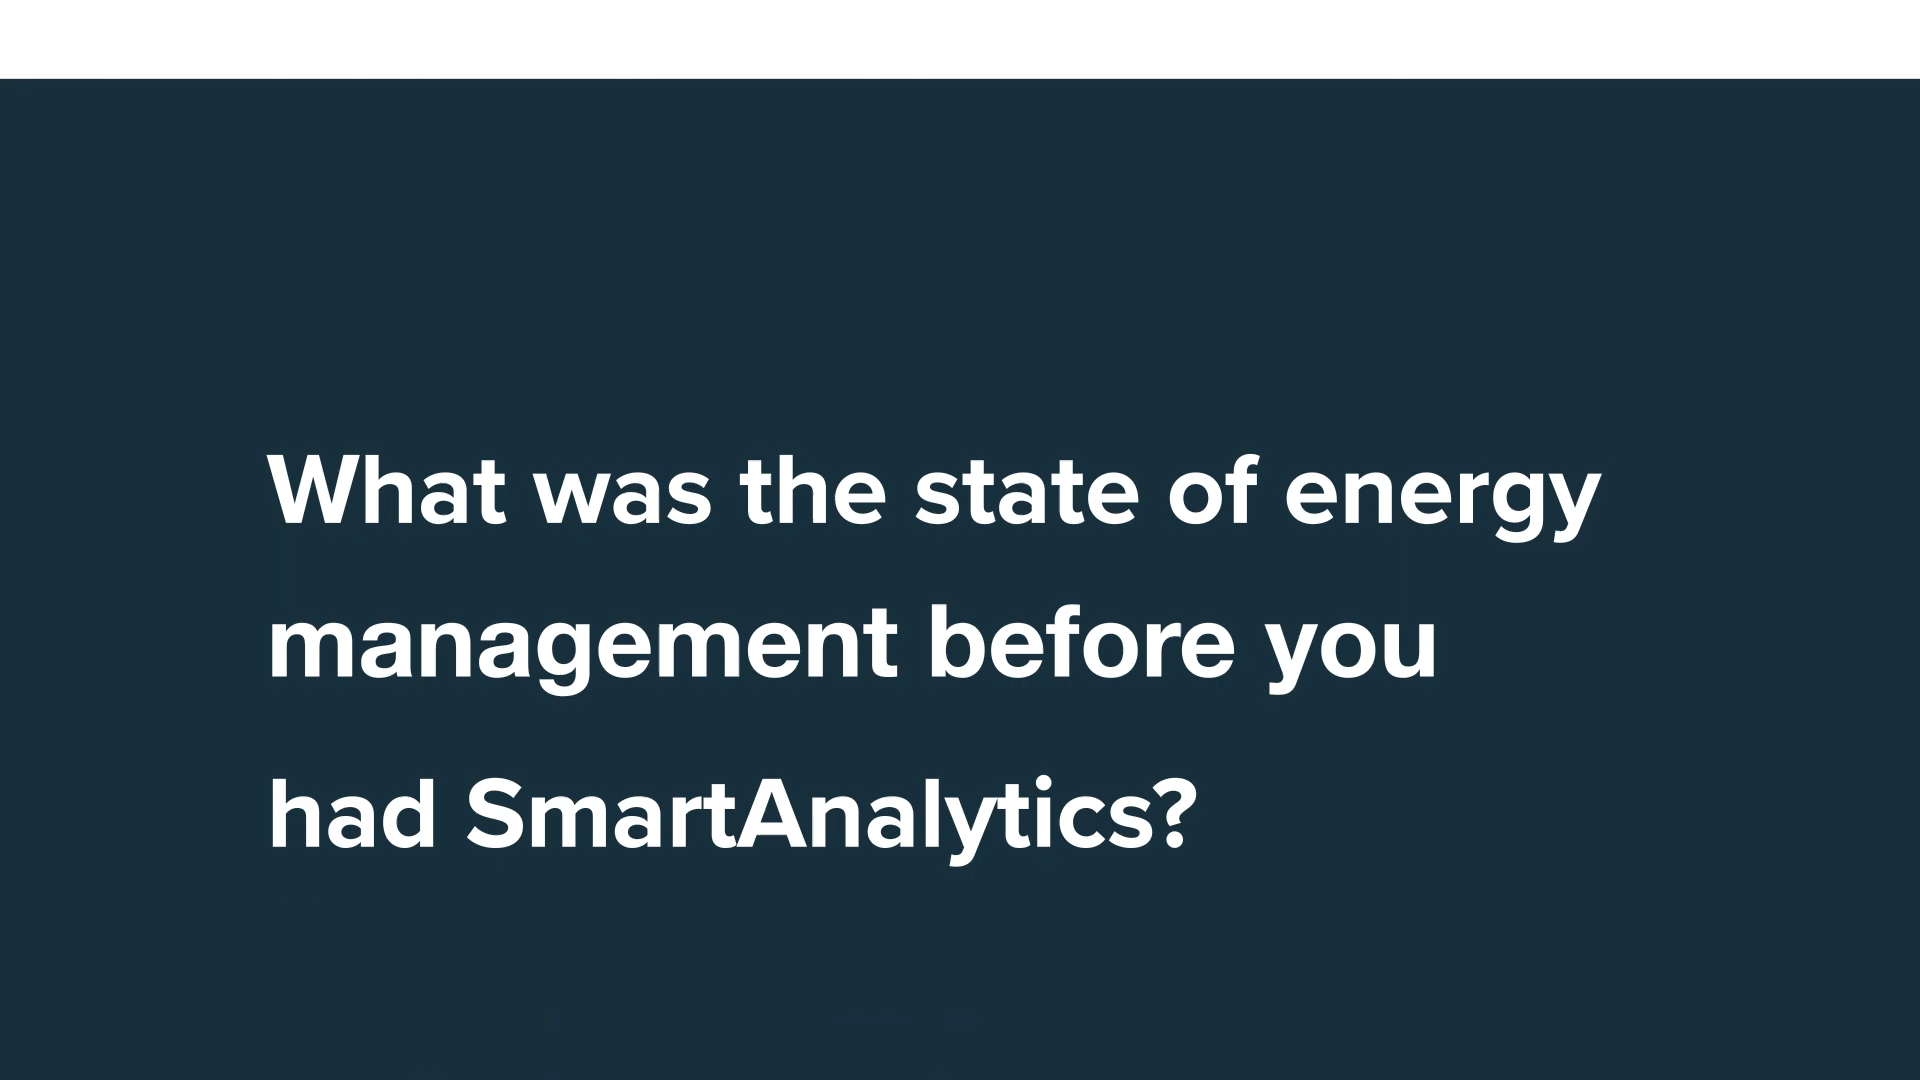 What was the state of energy
management before you
had SmartAnalytics?